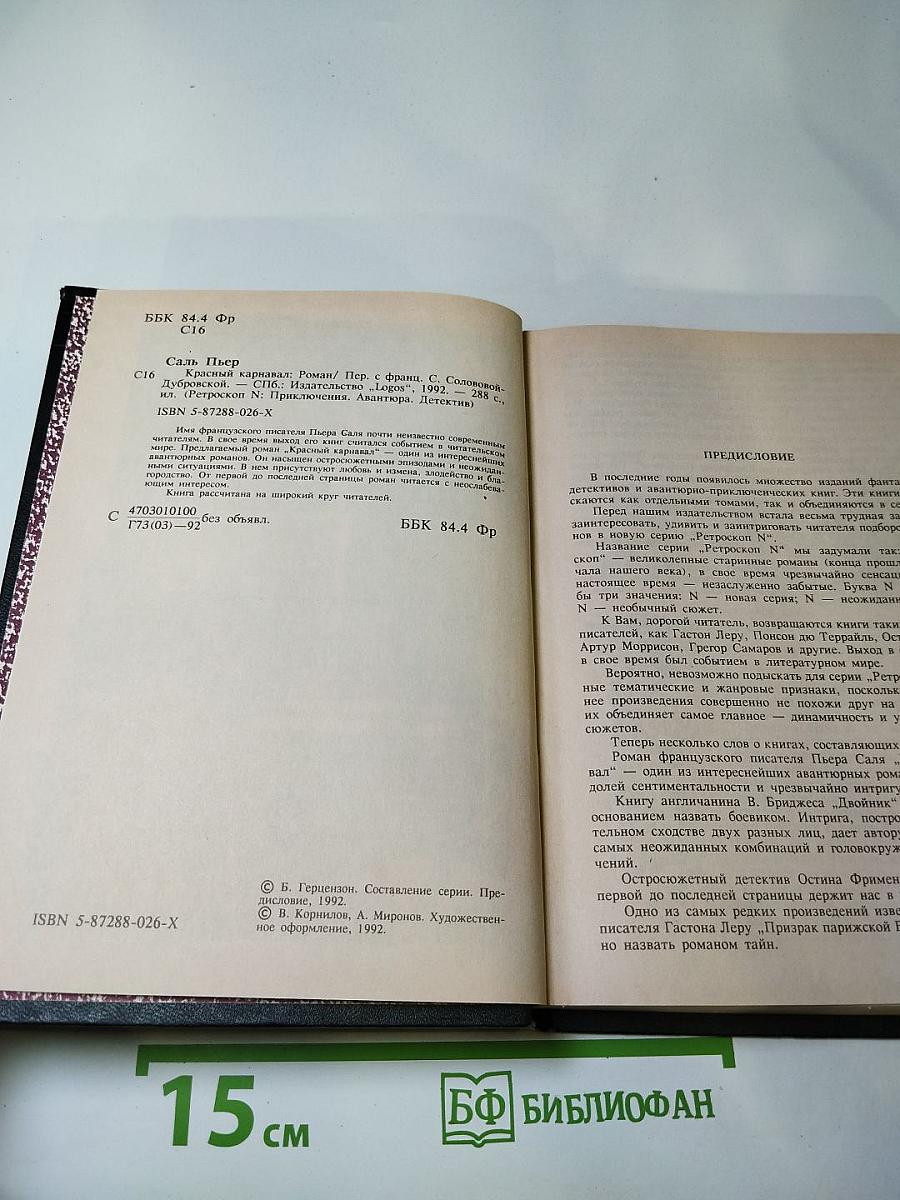 ББК 84.4 Фр
С16
Саль Пьер
С16 Красный карнавал: Роман/ Пер. с франц. С. Солововой-
Дубровской. — СПб.: Издательство „Logos“, 1992. — 288 с.,
ил. (Ретроскоп N: Приключения. Авантюра. Детектив)
ISBN 5-87288-026-X
Имя французского писателя Пьера Саля почти неизвестно современным
читателям. В свое время выход его книг считался событием в читательском
мире. Предлагаемый роман „Красный карнавал“ — один из интереснейших
авантюрных романов. Он насыщен остросюжетными эпизодами и неожидан-
ными ситуациями. В нем присутствуют любовь и измена, злодейство и бла-
городство. От первой до последней страницы роман читается с неослабева-
ющим интересом.
Книга рассчитана на широкий круг читателей.
С 4703010100
Г73(03)—92 без объявл.
ББК 84.4 Фр
© Б. Герцензон. Составление серии. Пре-
дисловие, 1992.
© В. Корнилов, А. Миронов. Художествен-
ное оформление, 1992.
ISBN 5-87288-026-X
ПРЕДИСЛОВИЕ
В последние годы появилось множество изданий фанта
детективов и авантюрно-приключенческих книг. Эти книги
скаются как отдельными томами, так и объединяются в се
Перед нашим издательством встала весьма трудная за
заинтересовать, удивить и заинтриговать читателя подборо
нов в новую серию „Ретроскоп N“.
Название серии „Ретроскоп N“ мы задумали так:
скоп“ — великолепные старинные романы (конца прошл
чала нашего века), в свое время чрезвычайно сенсац
настоящее время — незаслуженно забытые. Буква N
бы три значения: N — новая серия; N — неожидан
N — необычный сюжет.
К Вам, дорогой читатель, возвращаются книги таки
писателей, как Гастон Леру, Понсон дю Террайль, Ост
Артур Моррисон, Грегор Самаров и другие. Выход в
в свое время был событием в литературном мире.
Вероятно, невозможно подыскать для серии „Ретро
ные тематические и жанровые признаки, поскольк
нее произведения совершенно не похожи друг на
их объединяет самое главное — динамичность и у
сюжетов.
Теперь несколько слов о книгах, составляющих
Роман французского писателя Пьера Саля „
вал“ — один из интереснейших авантюрных рома
долей сентиментальности и чрезвычайно интригу
Книгу англичанина В. Бриджеса „Двойник“
основанием назвать боевиком. Интрига, постро
тельном сходстве двух разных лиц, дает автору
самых неожиданных комбинаций и головокруж
чений.
Остросюжетный детектив Остина Фримен
первой до последней страницы держит нас в
Одно из самых редких произведений изве
писателя Гастона Леру „Призрак парижской
но назвать романом тайн.
15 см
БФ БИБЛИОФАН